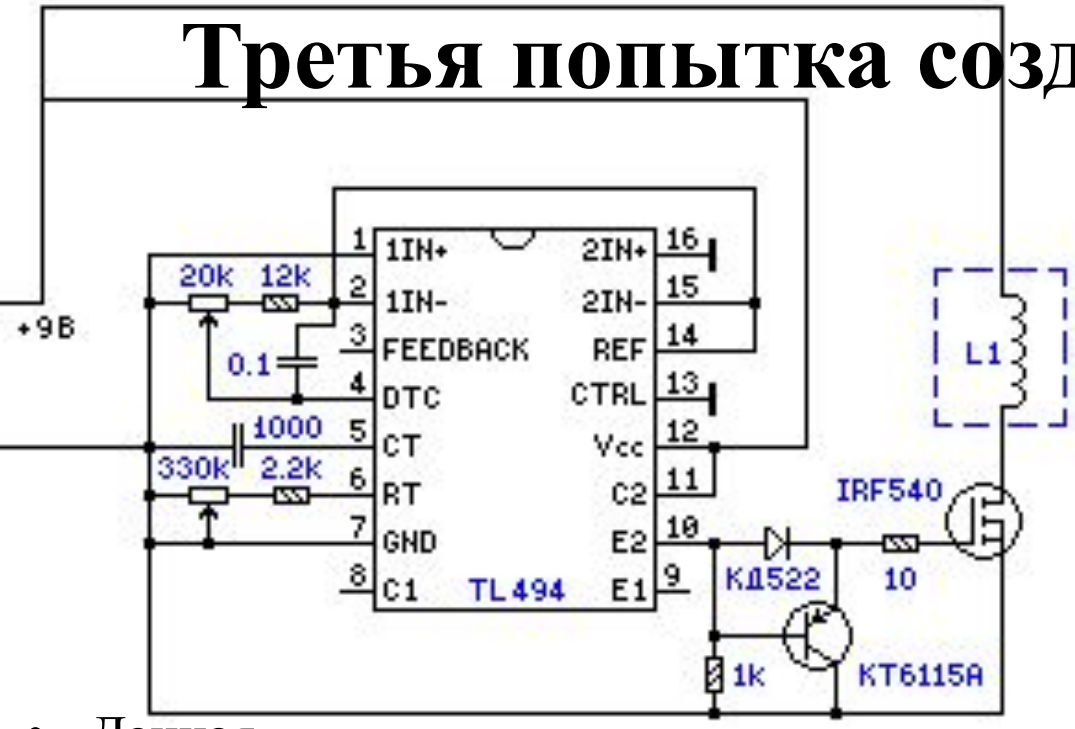 Третья попытка созд
1 1IN+ 2IN+ 16
20k 12k
2 1IN- 2IN- 15
+9В
3 FEEDBACK REF 14
0.1
L1
4 DTC CTRL 13
1000
5 CT Vcc 12
330k 2.2k
6 RT C2 11
IRF540
7 GND E2 10
КД522 10
8 C1 TL494 E1 9
1k КТ6115А